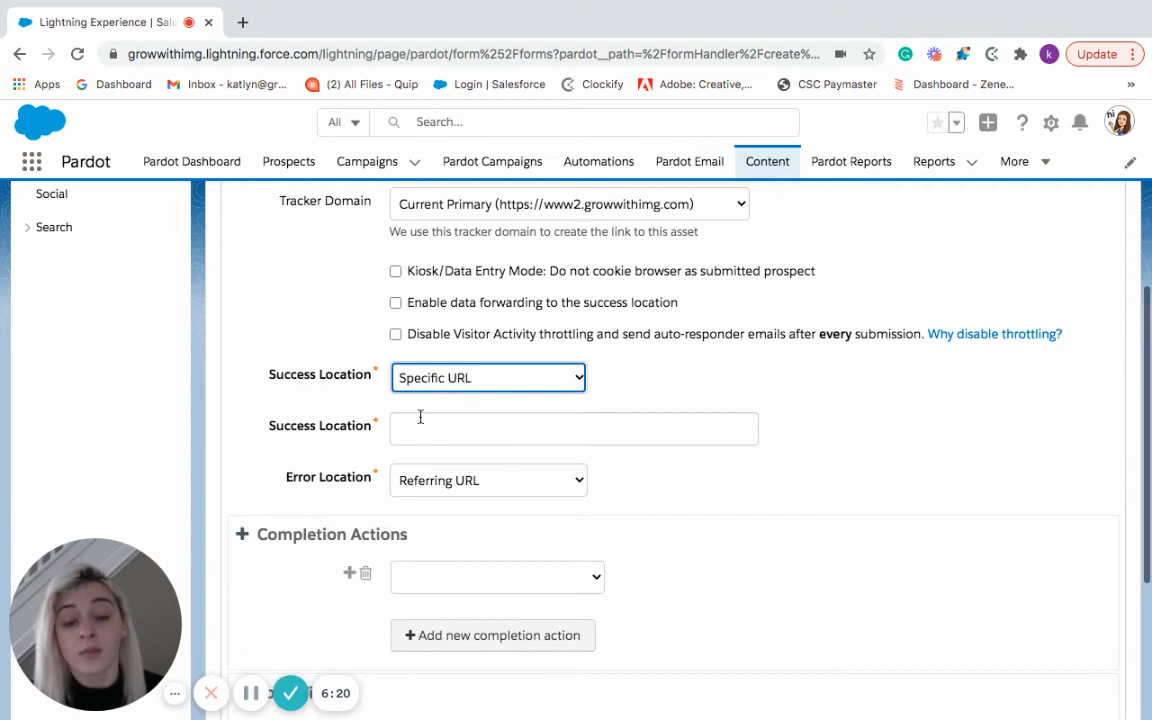 Lightning Experience | Sale
growwithimg.lightning.force.com/lightning/page/pardot/form%252Fforms?pardot__path=%2FformHandler%2Fcreate%...
k
Update
Apps
Dashboard
Inbox - katlyn@gr...
(2) All Files - Quip
Login | Salesforce
Clockify
Adobe: Creative,...
CSC Paymaster
Dashboard - Zene...
»
All
Search...
Pardot
Pardot Dashboard
Prospects
Campaigns
Pardot Campaigns
Automations
Pardot Email
Content
Pardot Reports
Reports
More
Social
Search
Tracker Domain
Current Primary (https://www2.growwithimg.com)
We use this tracker domain to create the link to this asset
Kiosk/Data Entry Mode: Do not cookie browser as submitted prospect
Enable data forwarding to the success location
Disable Visitor Activity throttling and send auto-responder emails after every submission. Why disable throttling?
Success Location*
Specific URL
Success Location*
Error Location*
Referring URL
Completion Actions
Add new completion action
6:20